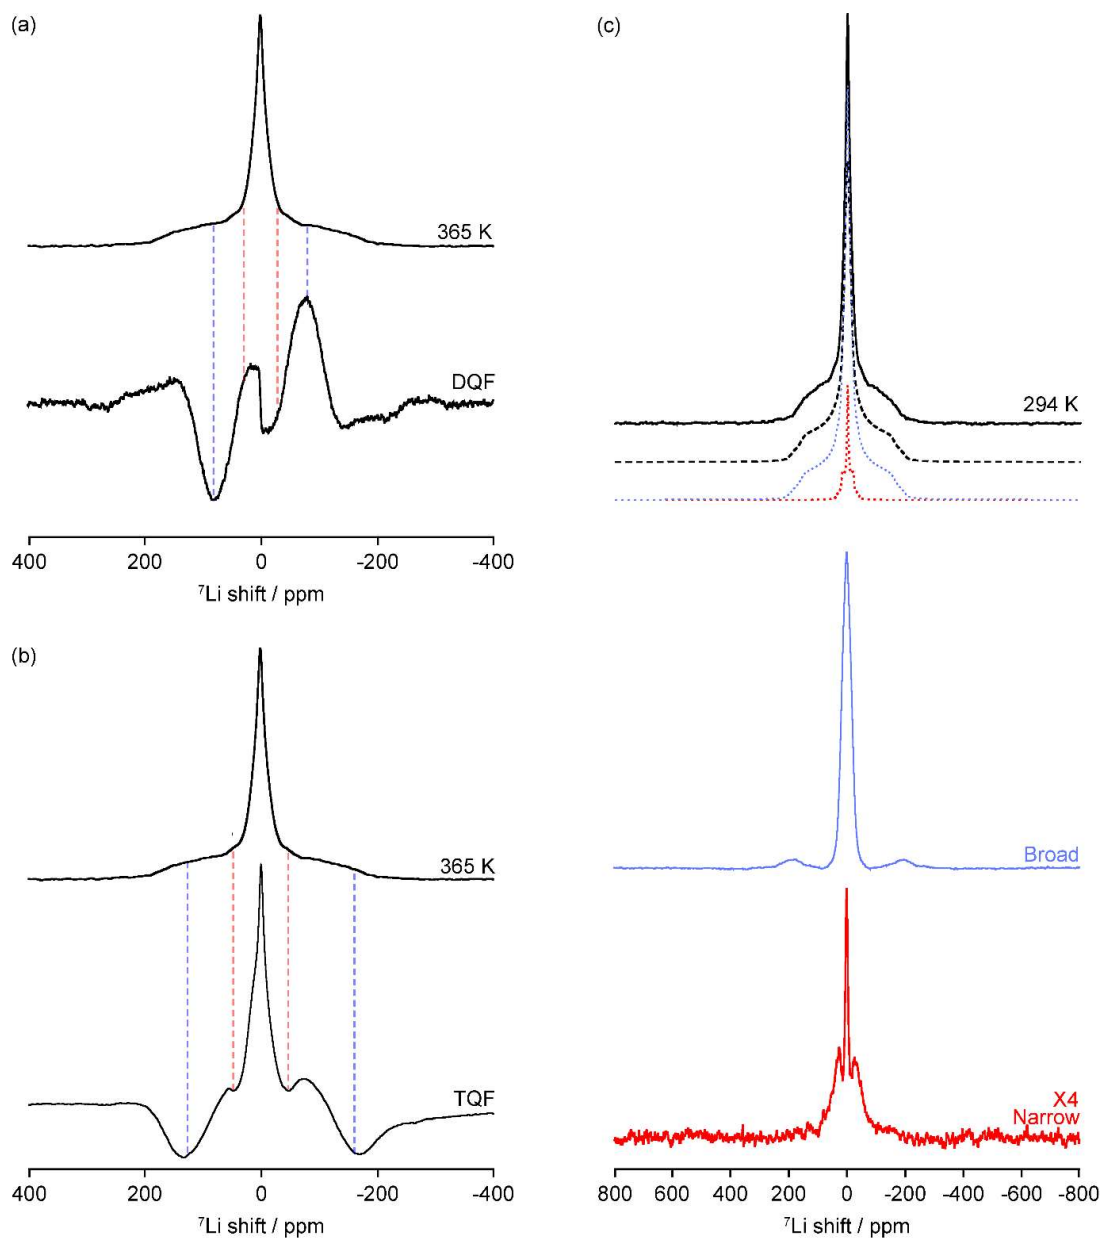 (a)
365 K
DQF
400 200 0 -200 -400
⁷Li shift / ppm
(b)
365 K
TQF
400 200 0 -200 -400
⁷Li shift / ppm
(c)
294 K
Broad
X4
Narrow
800 600 400 200 0 -200 -400 -600 -800
⁷Li shift / ppm